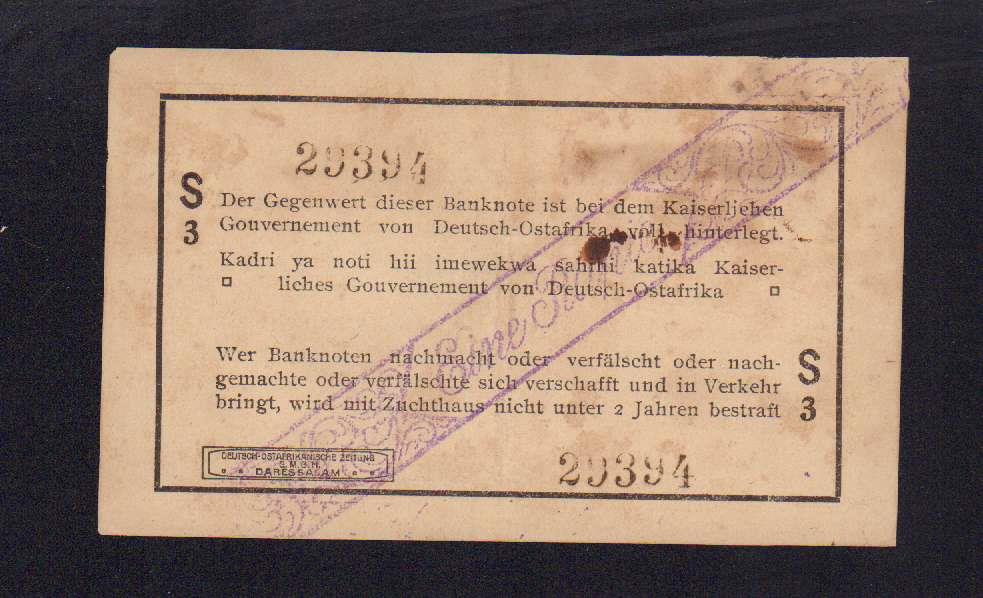 29394
S
3
Der Gegenwert dieser Banknote ist bei dem Kaiserljehen
Gouvernement von Deutsch-Ostafrika voll hinterlegt.
Kadri ya noti hii imewekwa sahihi katika Kaiser-
liches Gouvernement von Deutsch-Ostafrika
Eine Rupie
Wer Banknoten nachmacht oder verfälscht oder nach-
gemachte oder verfälschte sich verschafft und in Verkehr
bringt, wird mit Zuchthaus nicht unter 2 Jahren bestraft
S
3
DEUTSCH-OSTAFRIKANISCHE ZEITUNG
G.M.B.H.
DARESSALAM
29394